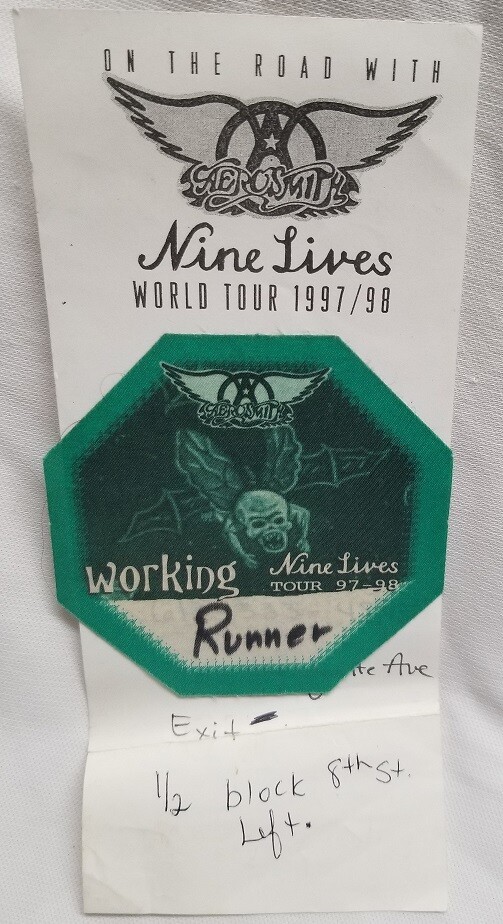 ON THE ROAD WITH
AEROSMITH
Nine Lives
WORLD TOUR 1997/98
AEROSMITH
working
Nine Lives
TOUR 97-98
Runner
Ave
Exit
1/2 block 8th St.
Left.